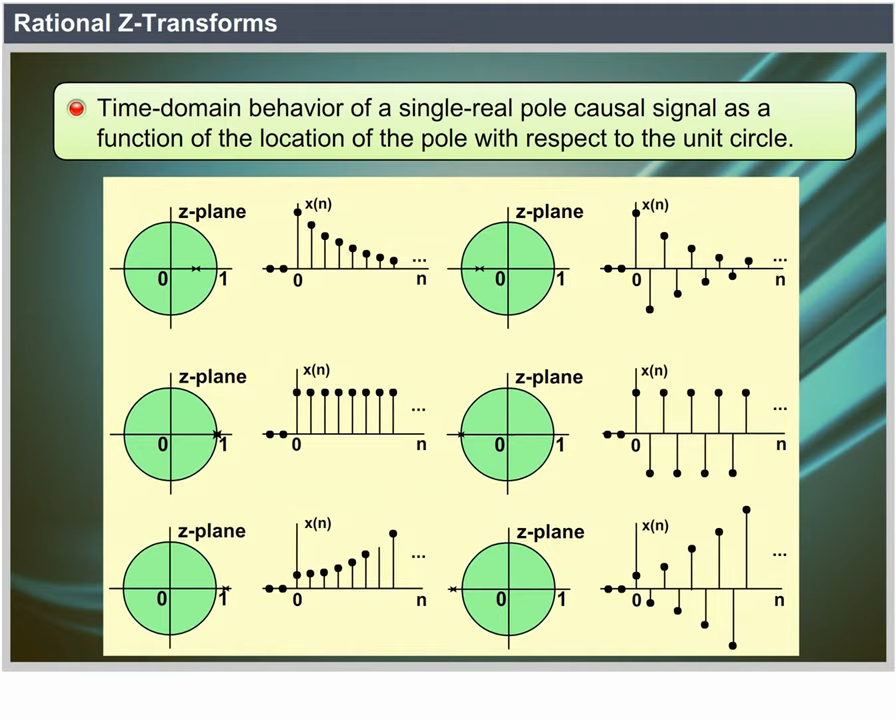 Rational Z-Transforms
Time-domain behavior of a single-real pole causal signal as a
function of the location of the pole with respect to the unit circle.
z-plane x(n) z-plane x(n)
0 1 0 ... n 0 1 0 ... n
z-plane x(n) z-plane x(n)
0 1 0 ... n 0 1 0 ... n
z-plane x(n) z-plane x(n)
0 1 0 ... n 0 1 0 ... n